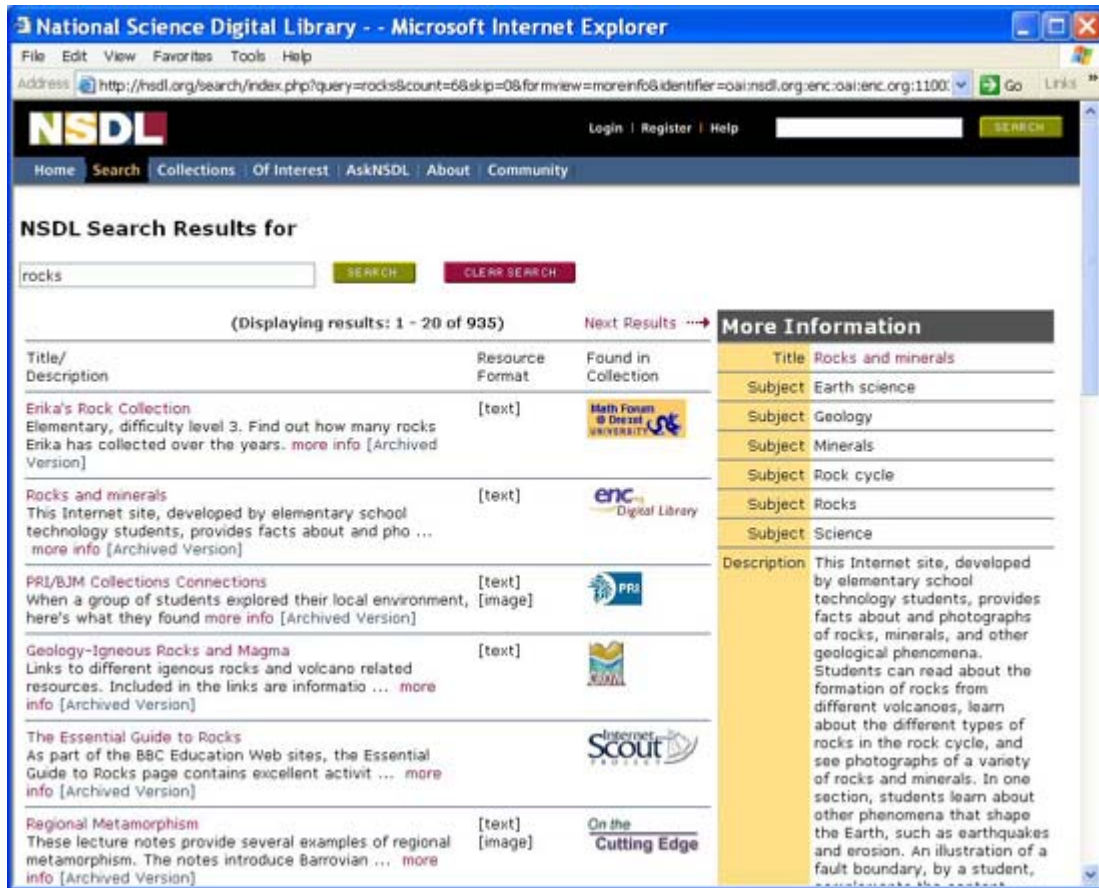 National Science Digital Library - - Microsoft Internet Explorer
File Edit View Favorites Tools Help
Address http://nsdl.org/search/index.php?query=rocks&count=6&skip=0&formview=moreinfo&identifier=oai:nsdl.org:enc:oai:enc.org:1100: Go Links »
NSDL Login | Register | Help SEARCH
Home Search Collections Of Interest AskNSDL About Community
NSDL Search Results for
rocks SEARCH CLEAR SEARCH
(Displaying results: 1 - 20 of 935) Next Results
Title/ Resource Found in
Description Format Collection
Erika's Rock Collection [text] Math Forum
Elementary, difficulty level 3. Find out how many rocks @ Drexel
Erika has collected over the years. more info [Archived UNIVERSITY
Version]
Rocks and minerals [text] enc
This Internet site, developed by elementary school Digital Library
technology students, provides facts about and pho ...
more info [Archived Version]
PRI/BJM Collections Connections [text]
When a group of students explored their local environment, [image] PRI
here's what they found more info [Archived Version]
Geology-Igneous Rocks and Magma [text]
Links to different igenous rocks and volcano related
resources. Included in the links are informatio ... more
info [Archived Version]
The Essential Guide to Rocks Internet
As part of the BBC Education Web sites, the Essential Scout
Guide to Rocks page contains excellent activit ... more PROJECT
info [Archived Version]
Regional Metamorphism [text] On the
These lecture notes provide several examples of regional [image] Cutting Edge
metamorphism. The notes introduce Barrovian ... more
info [Archived Version]
More Information
Title Rocks and minerals
Subject Earth science
Subject Geology
Subject Minerals
Subject Rock cycle
Subject Rocks
Subject Science
Description This Internet site, developed
by elementary school
technology students, provides
facts about and photographs
of rocks, minerals, and other
geological phenomena.
Students can read about the
formation of rocks from
different volcanoes, learn
about the different types of
rocks in the rock cycle, and
see photographs of a variety
of rocks and minerals. In one
section, students learn about
other phenomena that shape
the Earth, such as earthquakes
and erosion. An illustration of a
fault boundary, by a student,